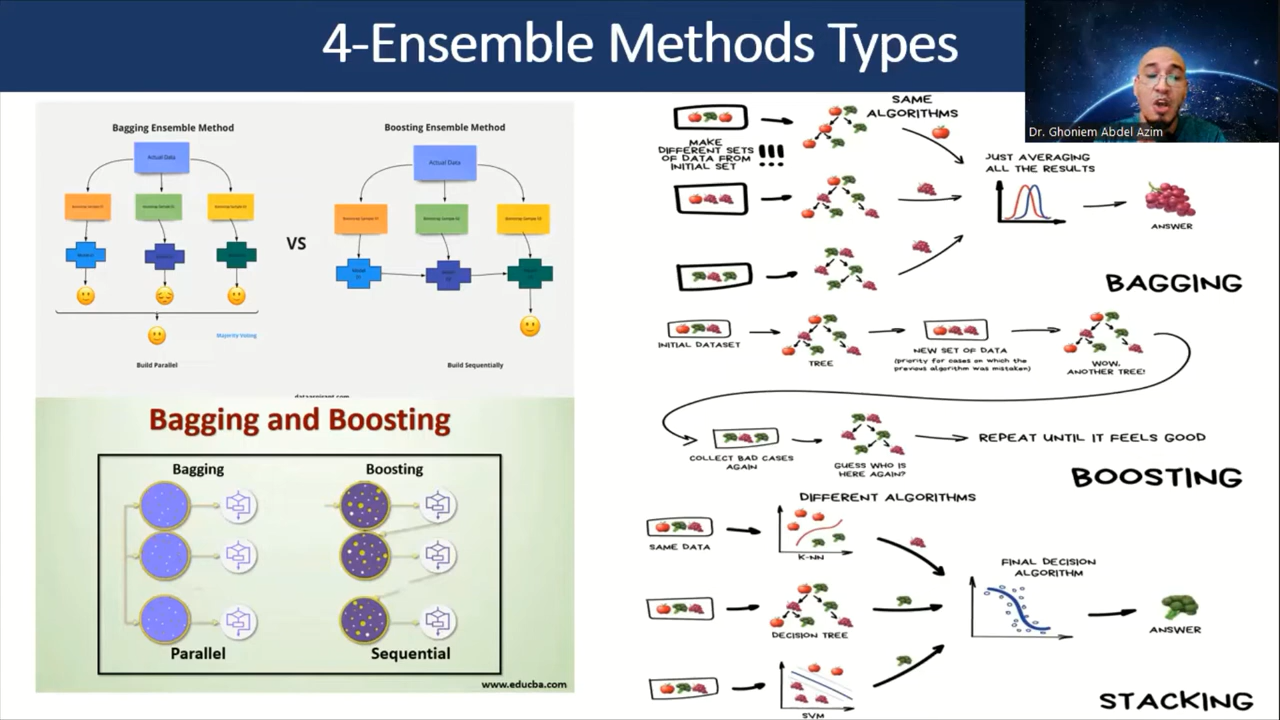 4-Ensemble Methods Types
Dr. Ghoniem Abdel Azim
Bagging Ensemble Method
Boosting Ensemble Method
Actual Data
Actual Data
VS
Majority Voting
Build Parallel
Build Sequentially
Bagging and Boosting
Bagging
Boosting
Parallel
Sequential
www.educba.com
SAME
ALGORITHMS
MAKE
DIFFERENT SETS
OF DATA FROM
INITIAL SET
!!!
JUST AVERAGING
ALL THE RESULTS
ANSWER
BAGGING
INITIAL DATASET
TREE
NEW SET OF DATA
(priority for cases on which the
previous algorithm was mistaken)
WOW,
ANOTHER TREE!
COLLECT BAD CASES
AGAIN
GUESS WHO IS
HERE AGAIN?
REPEAT UNTIL IT FEELS GOOD
BOOSTING
DIFFERENT ALGORITHMS
SAME DATA
K-NN
DECISION TREE
SVM
FINAL DECISION
ALGORITHM
ANSWER
STACKING